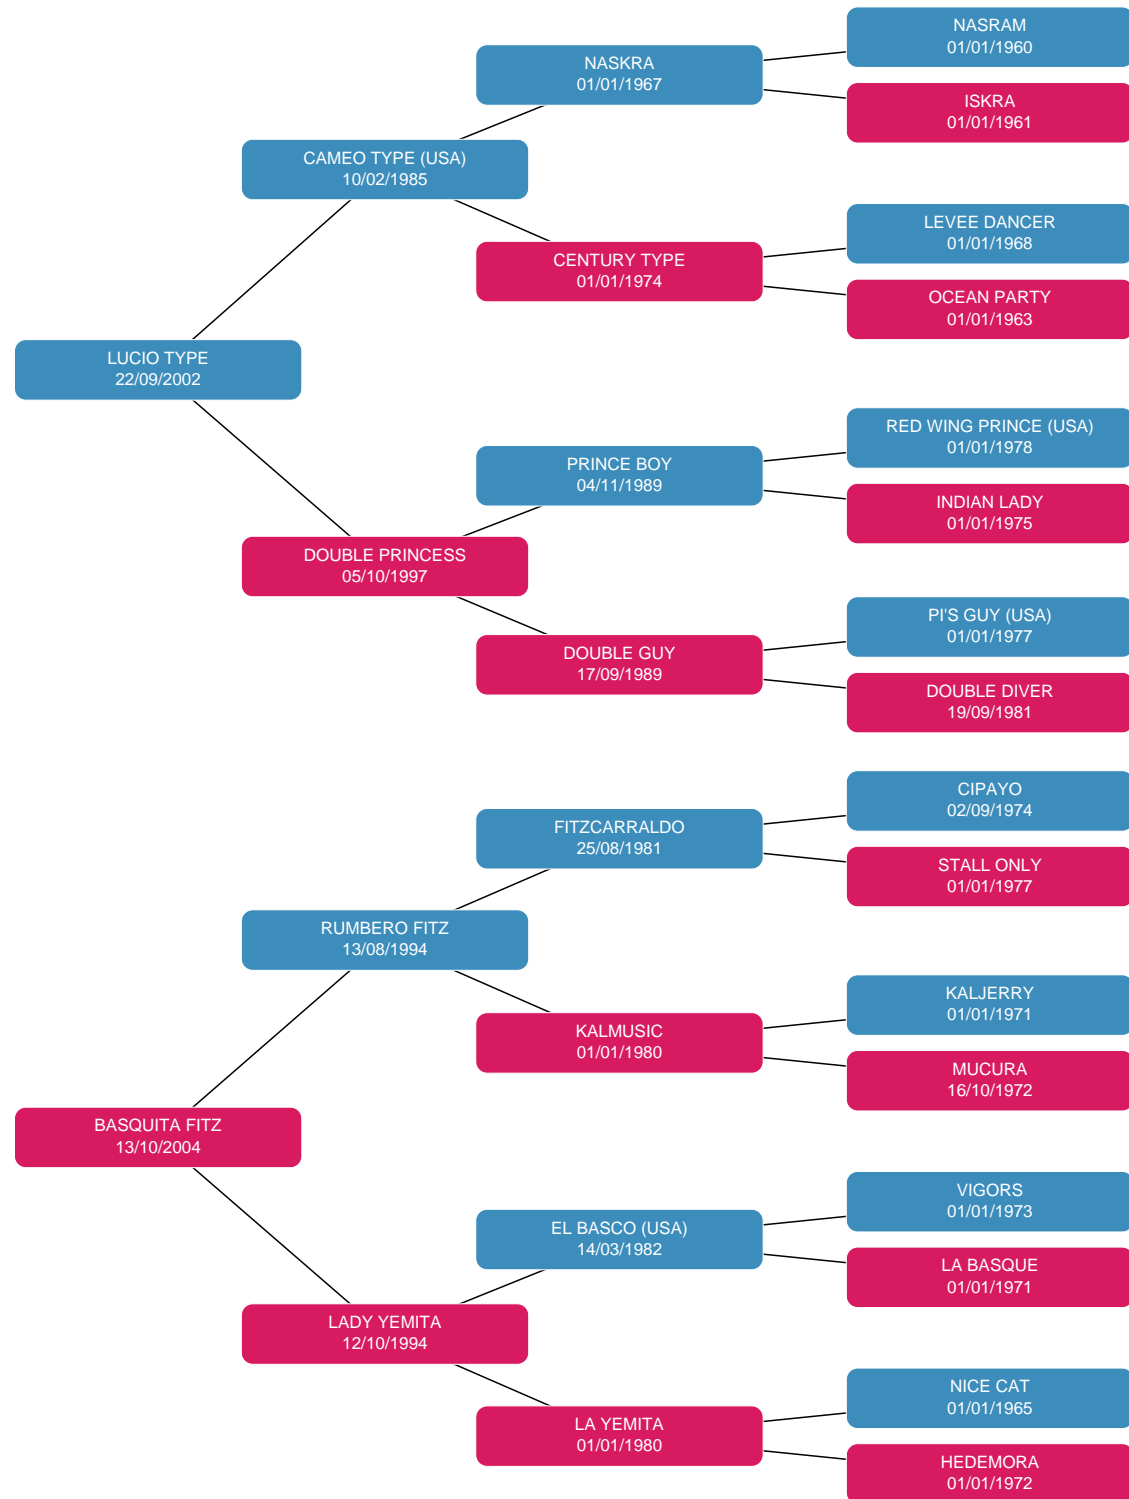 NASRAM
01/01/1960
NASKRA
01/01/1967
ISKRA
01/01/1961
CAMEO TYPE (USA)
10/02/1985
LEVEE DANCER
01/01/1968
CENTURY TYPE
01/01/1974
OCEAN PARTY
01/01/1963
LUCIO TYPE
22/09/2002
RED WING PRINCE (USA)
01/01/1978
PRINCE BOY
04/11/1989
INDIAN LADY
01/01/1975
DOUBLE PRINCESS
05/10/1997
PI'S GUY (USA)
01/01/1977
DOUBLE GUY
17/09/1989
DOUBLE DIVER
19/09/1981
CIPAYO
02/09/1974
FITZCARRALDO
25/08/1981
STALL ONLY
01/01/1977
RUMBERO FITZ
13/08/1994
KALJERRY
01/01/1971
KALMUSIC
01/01/1980
MUCURA
16/10/1972
BASQUITA FITZ
13/10/2004
VIGORS
01/01/1973
EL BASCO (USA)
14/03/1982
LA BASQUE
01/01/1971
LADY YEMITA
12/10/1994
NICE CAT
01/01/1965
LA YEMITA
01/01/1980
HEDEMORA
01/01/1972